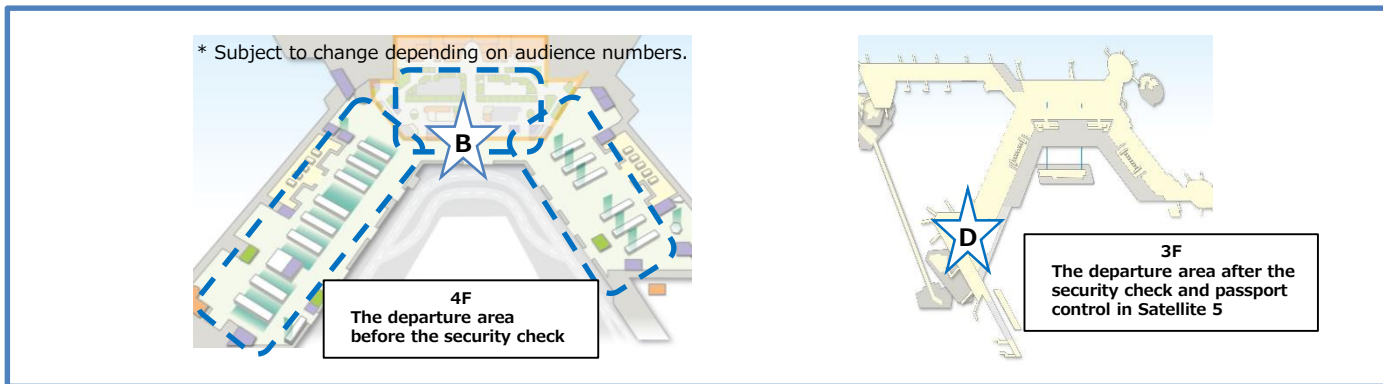 * Subject to change depending on audience numbers.
B
4F
The departure area
before the security check
D
3F
The departure area after the
security check and passport
control in Satellite 5